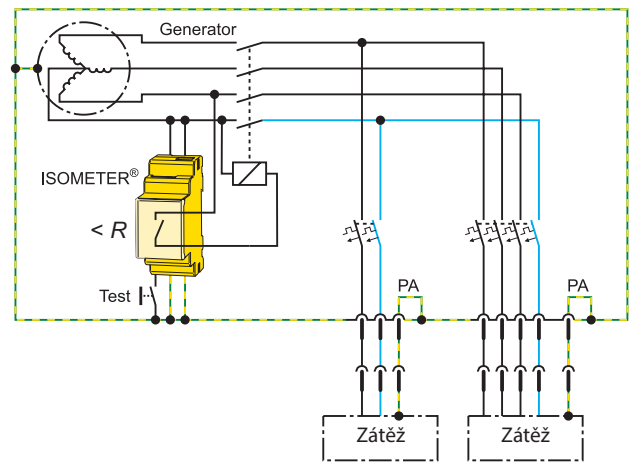 Generator
ISOMETER®
< R
Test
PA
PA
Zátěž
Zátěž